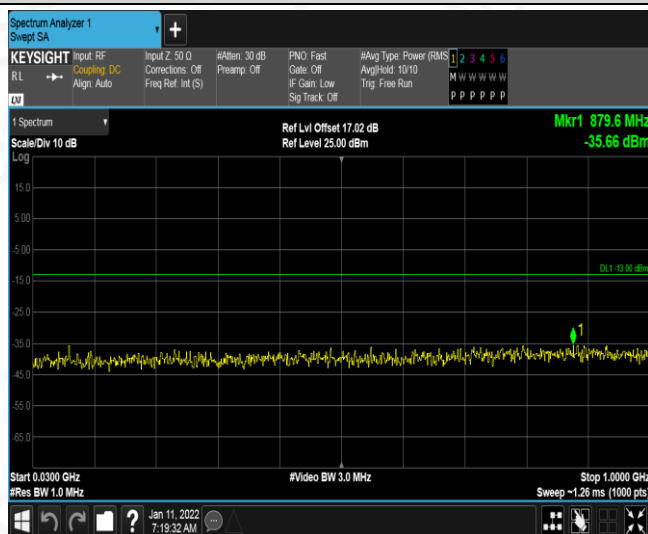 Spectrum Analyzer 1
Swept SA
KEYSIGHT
RL
LXI
Input: RF
Coupling: DC
Align: Auto
Input Z: 50 Ω
Corrections: Off
Freq Ref: Int (S)
#Atten: 30 dB
Preamp: Off
PNO: Fast
Gate: Off
IF Gain: Low
Sig Track: Off
#Avg Type: Power (RMS
Avg|Hold: 10/10
Trig: Free Run
1 2 3 4 5 6
M W W W W W
P P P P P P
1 Spectrum
Scale/Div 10 dB
Ref Lvl Offset 17.02 dB
Ref Level 25.00 dBm
Mkr1 879.6 MHz
-35.66 dBm
Log
15.0
5.00
-5.00
DL1 -13.00 dBm
-15.0
-25.0
1
-35.0
-45.0
-55.0
-65.0
Start 0.0300 GHz
#Video BW 3.0 MHz
Stop 1.0000 GHz
#Res BW 1.0 MHz
Sweep ~1.26 ms (1000 pts)
Jan 11, 2022
7:19:32 AM